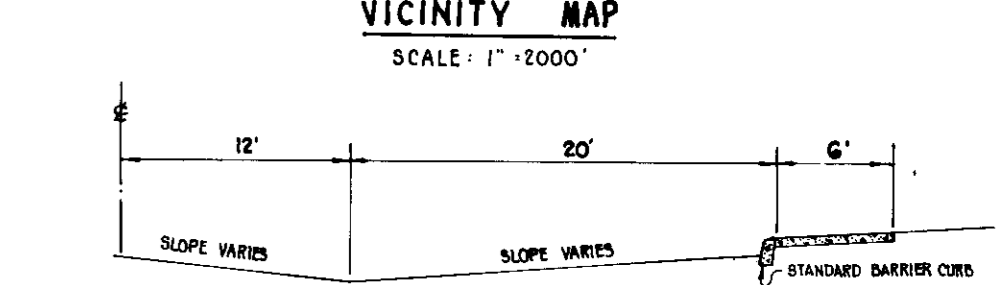 VICINITY MAP
SCALE: 1"=2000'
℄
12' 20' 6'
SLOPE VARIES SLOPE VARIES
STANDARD BARRIER CURB